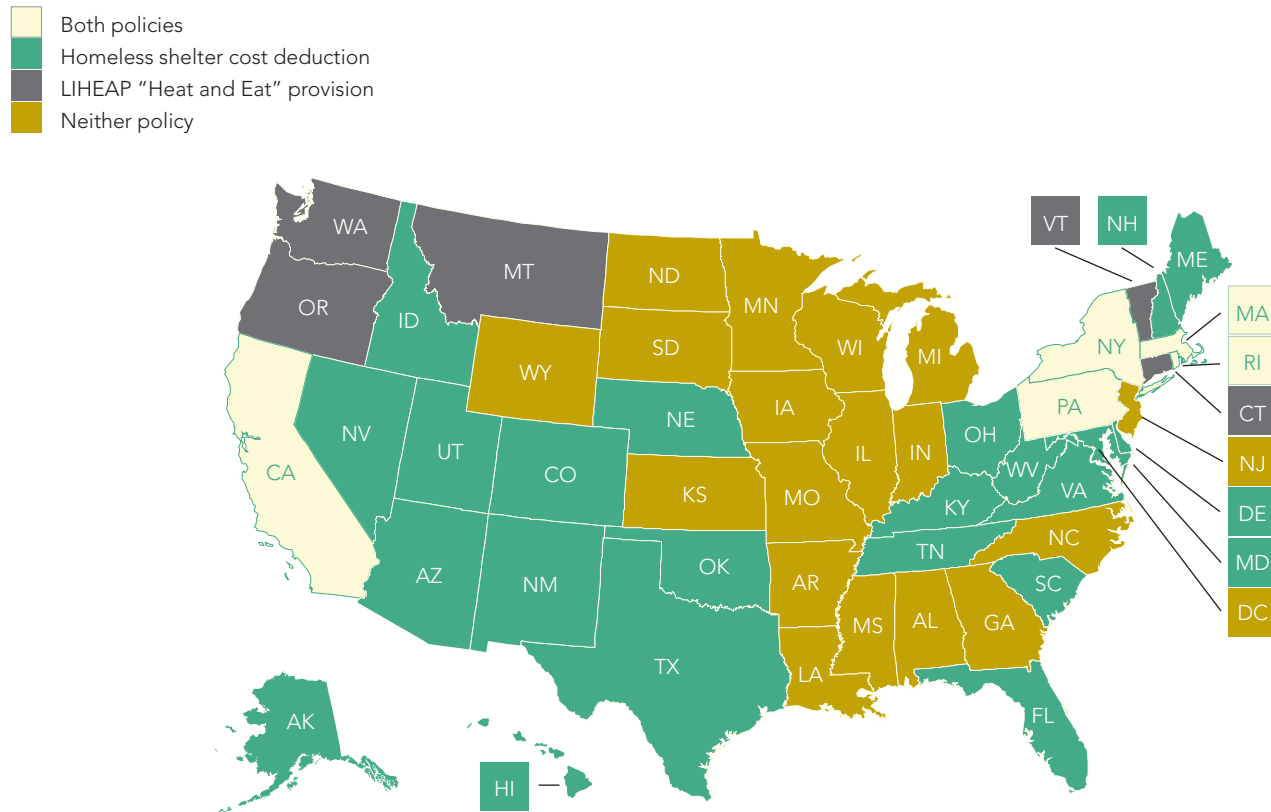 Both policies
Homeless shelter cost deduction
LIHEAP “Heat and Eat” provision
Neither policy
VT
NH
WA
ME
ND
MT
MN
OR
MA
ID
WI
NY
SD
MI
RI
WY
IA
PA
CT
NE
OH
NV
UT
IL
IN
NJ
CA
CO
WV
KS
MO
VA
KY
DE
NC
TN
OK
AZ
MD
AR
NM
SC
DC
MS
AL
GA
TX
LA
FL
AK
HI